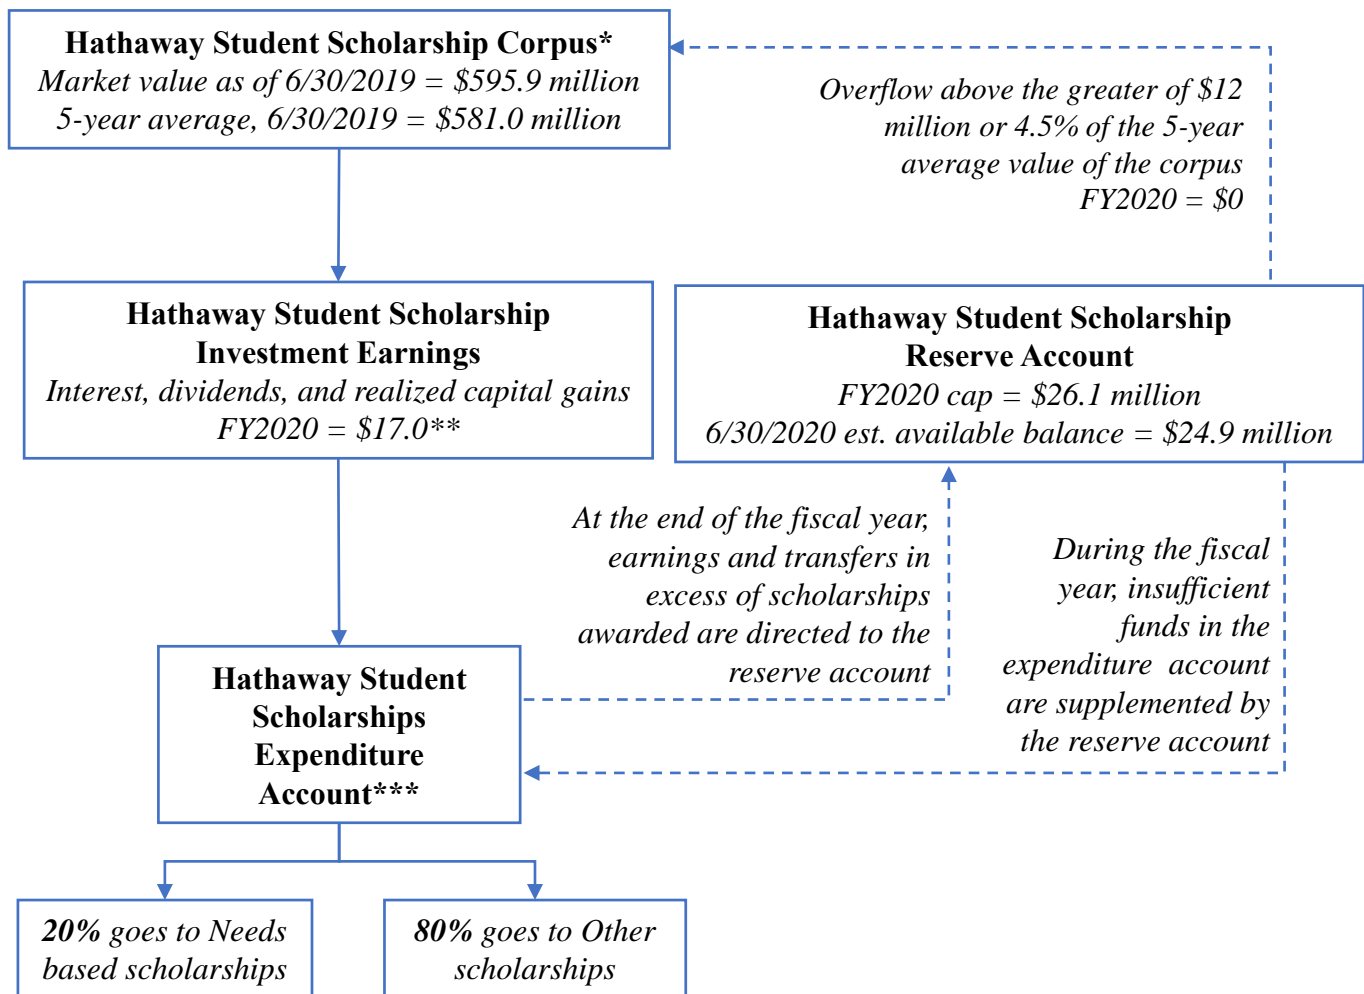 Hathaway Student Scholarship Corpus*
Market value as of 6/30/2019 = $595.9 million
5-year average, 6/30/2019 = $581.0 million
Overflow above the greater of $12
million or 4.5% of the 5-year
average value of the corpus
FY2020 = $0
Hathaway Student Scholarship
Investment Earnings
Interest, dividends, and realized capital gains
FY2020 = $17.0**
Hathaway Student Scholarship
Reserve Account
FY2020 cap = $26.1 million
6/30/2020 est. available balance = $24.9 million
At the end of the fiscal year,
earnings and transfers in
excess of scholarships
awarded are directed to the
reserve account
During the fiscal
year, insufficient
funds in the
expenditure account
are supplemented by
the reserve account
Hathaway Student
Scholarships
Expenditure
Account***
20% goes to Needs
based scholarships
80% goes to Other
scholarships